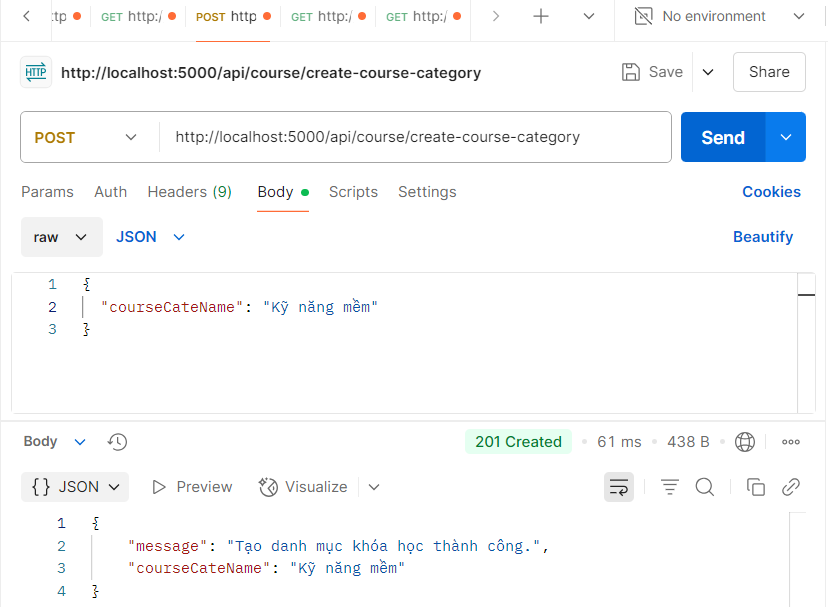 tp GET http:/ POST http GET http:/ GET http:/ No environment
HTTP http://localhost:5000/api/course/create-course-category Save Share
POST http://localhost:5000/api/course/create-course-category Send
Params Auth Headers (9) Body Scripts Settings Cookies
raw JSON Beautify
1 {
2 "courseCateName": "Kỹ năng mềm"
3 }
Body 201 Created 61 ms 438 B
{} JSON Preview Visualize
1 {
2 "message": "Tạo danh mục khóa học thành công.",
3 "courseCateName": "Kỹ năng mềm"
4 }